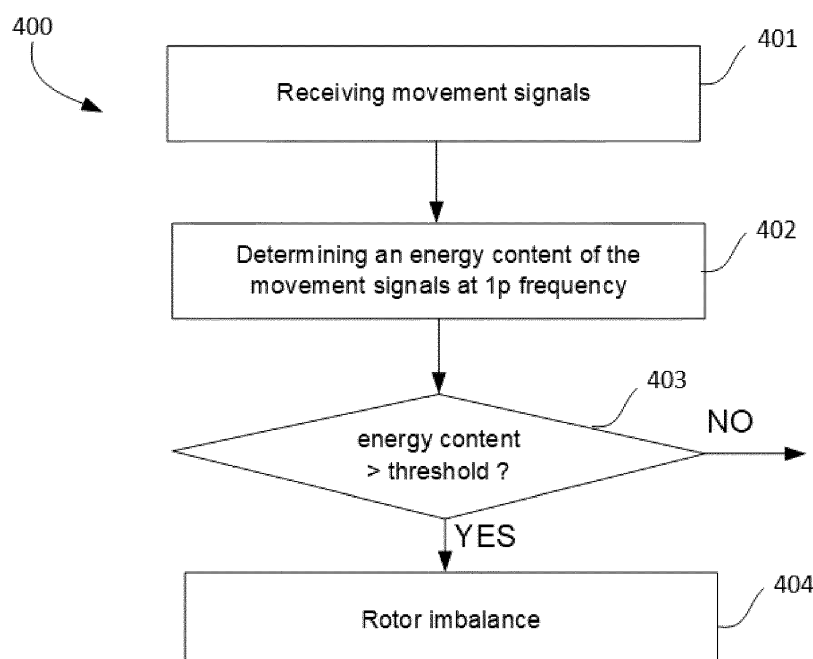 400
401
Receiving movement signals
402
Determining an energy content of the
movement signals at 1p frequency
403
NO
energy content
> threshold ?
YES
404
Rotor imbalance